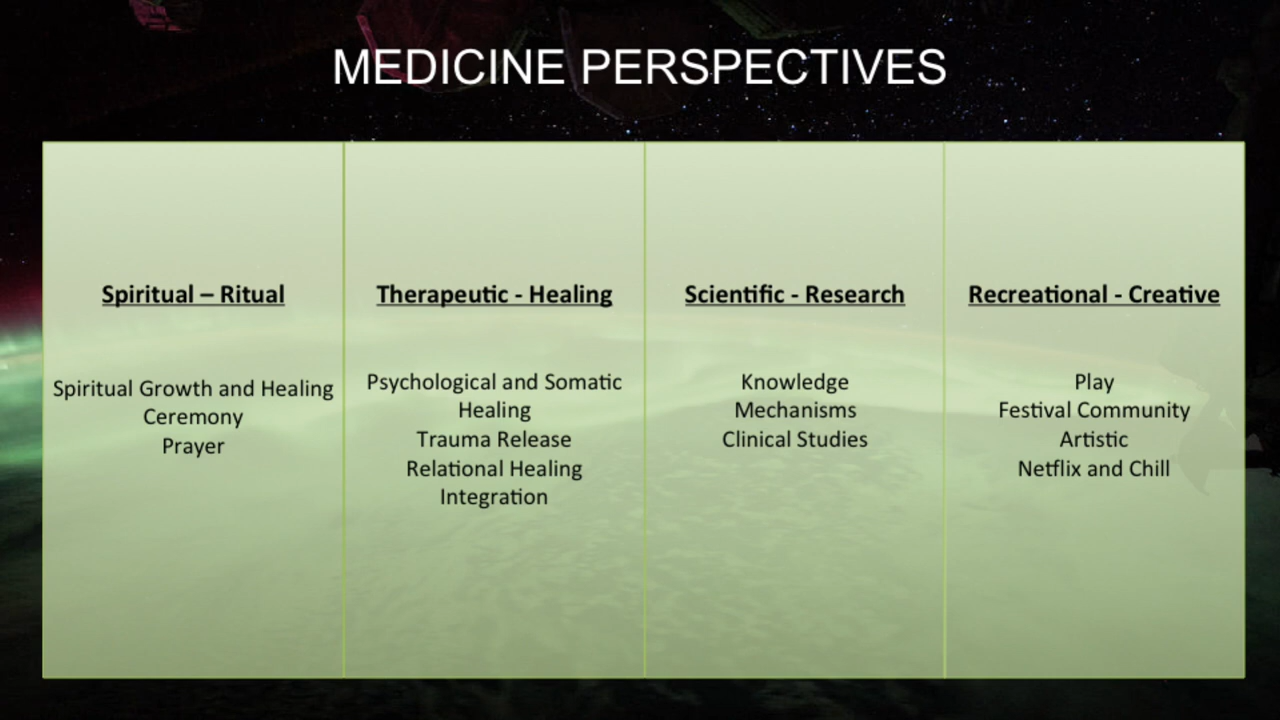 MEDICINE PERSPECTIVES
Spiritual – Ritual
Spiritual Growth and Healing
Ceremony
Prayer
Therapeutic - Healing
Psychological and Somatic
Healing
Trauma Release
Relational Healing
Integration
Scientific - Research
Knowledge
Mechanisms
Clinical Studies
Recreational - Creative
Play
Festival Community
Artistic
Netflix and Chill